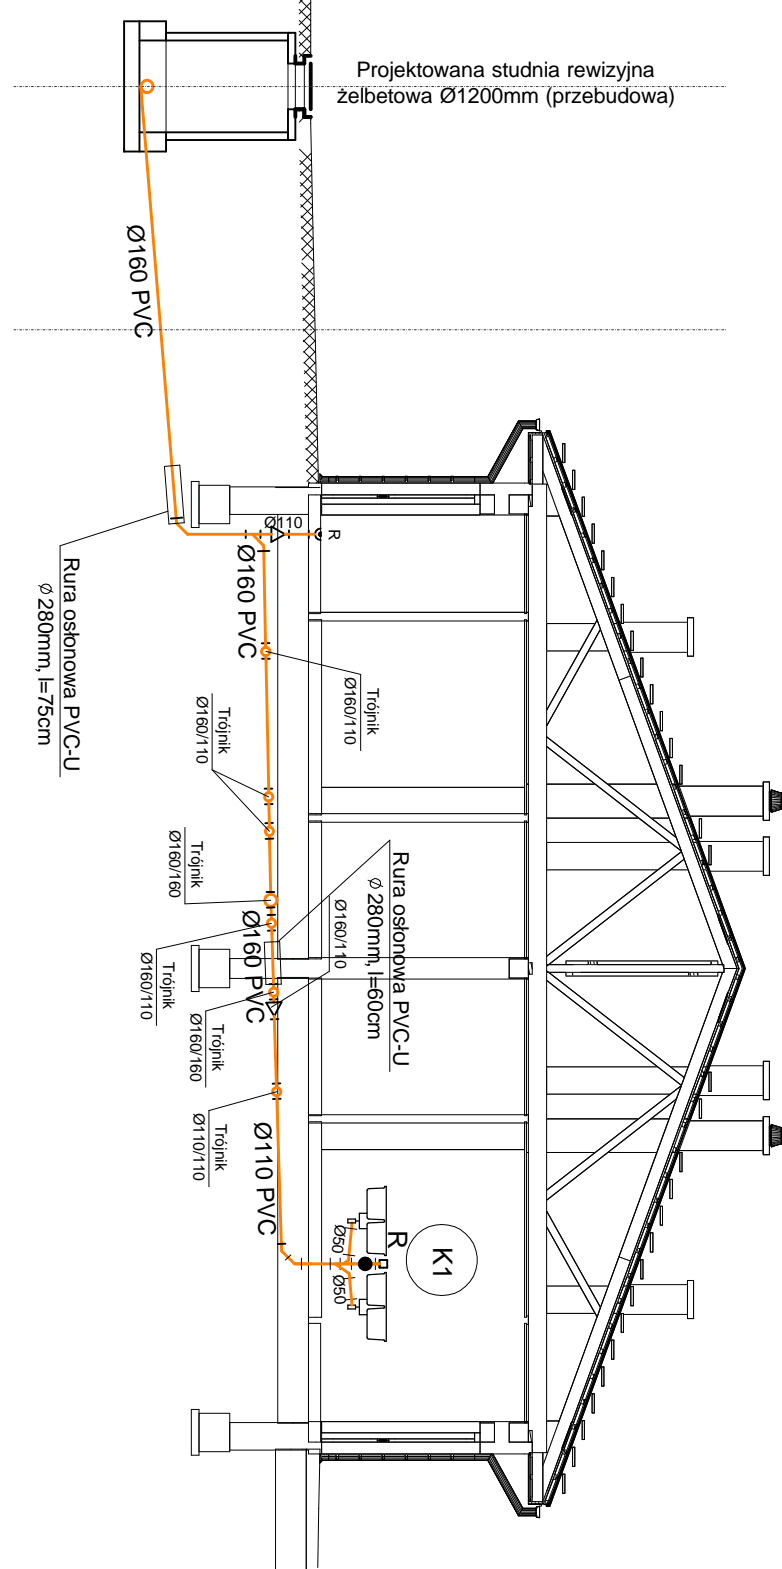 Projektowana studnia rewizyjna
żelbetowa Ø1200mm (przebudowa)
Ø160 PVC
Rura osłonowa PVC-U
Ø 280mm, l=75cm
Ø110
R
Ø160 PVC
Trójnik
Ø160/110
Trójnik
Ø160/110
Trójnik
Ø160/160
Trójnik
Ø160/110
Ø160 PVC
Rura osłonowa PVC-U
Ø 280mm, l=60cm
Ø160/110
Trójnik
Ø160/160
Trójnik
Ø110/110
Ø110 PVC
Ø50
R
Ø50
K1